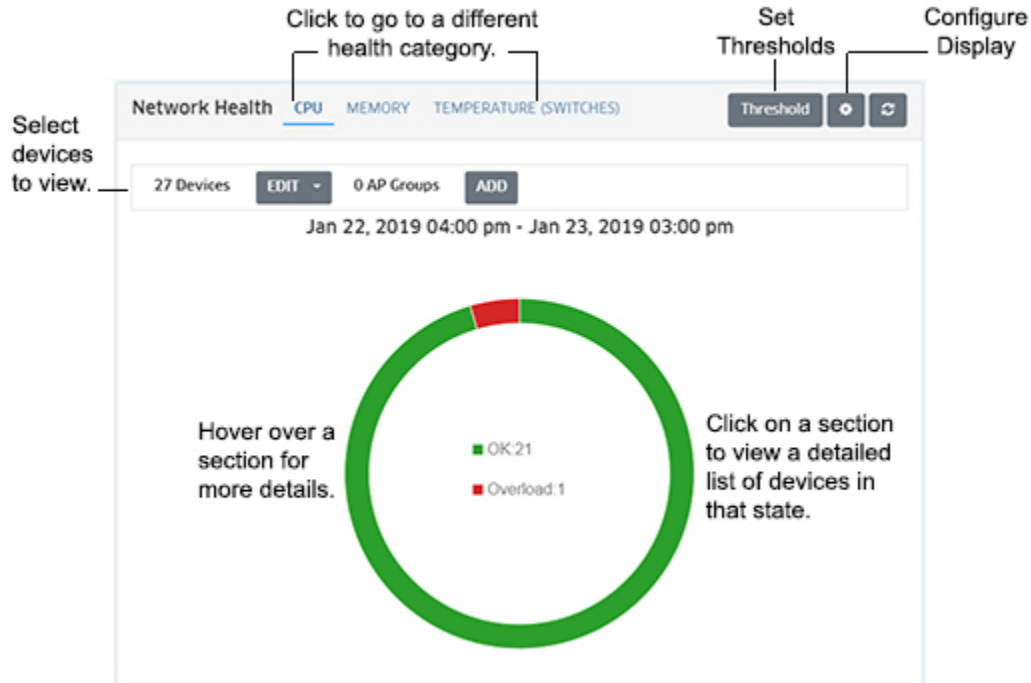 Click to go to a different
health category.
Set
Thresholds
Configure
Display
Network Health CPU MEMORY TEMPERATURE (SWITCHES) Threshold
Select
devices
to view.
27 Devices EDIT 0 AP Groups ADD
Jan 22, 2019 04:00 pm - Jan 23, 2019 03:00 pm
Hover over a
section for
more details.
OK:21
Overload:1
Click on a section
to view a detailed
list of devices in
that state.